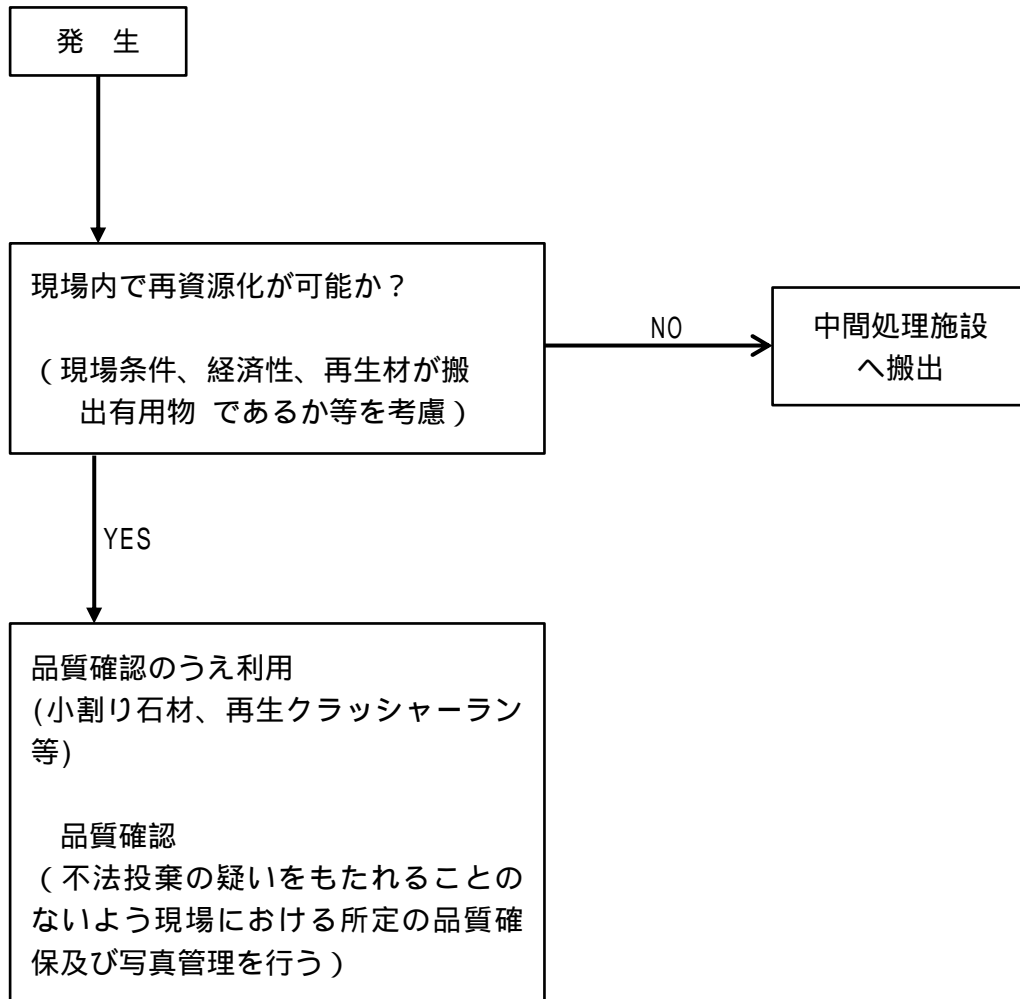 発 生
現場内で再資源化が可能か？
（現場条件、経済性、再生材が搬
出有用物 であるか等を考慮）
NO
中間処理施設
へ搬出
YES
品質確認のうえ利用
(小割り石材、再生クラッシャーラン
等)
品質確認
（不法投棄の疑いをもたれることの
ないよう現場における所定の品質確
保及び写真管理を行う）